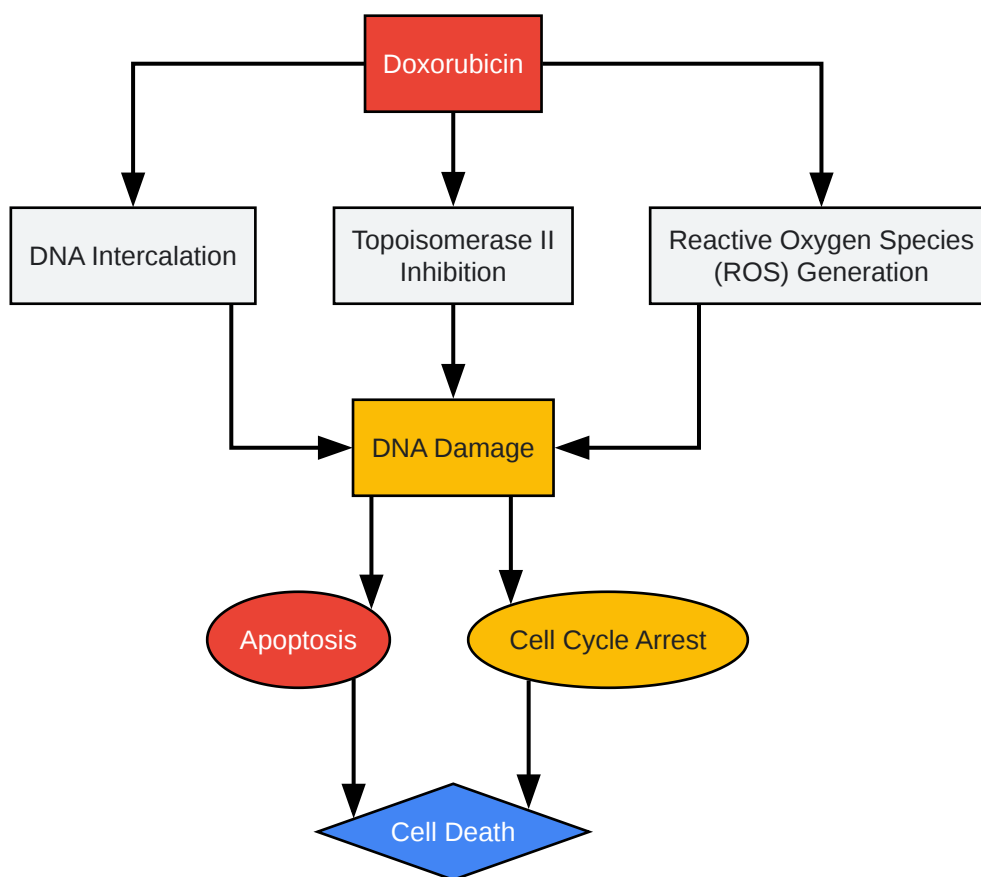 Doxorubicin
DNA Intercalation
Topoisomerase II
Inhibition
Reactive Oxygen Species
(ROS) Generation
DNA Damage
Apoptosis
Cell Cycle Arrest
Cell Death